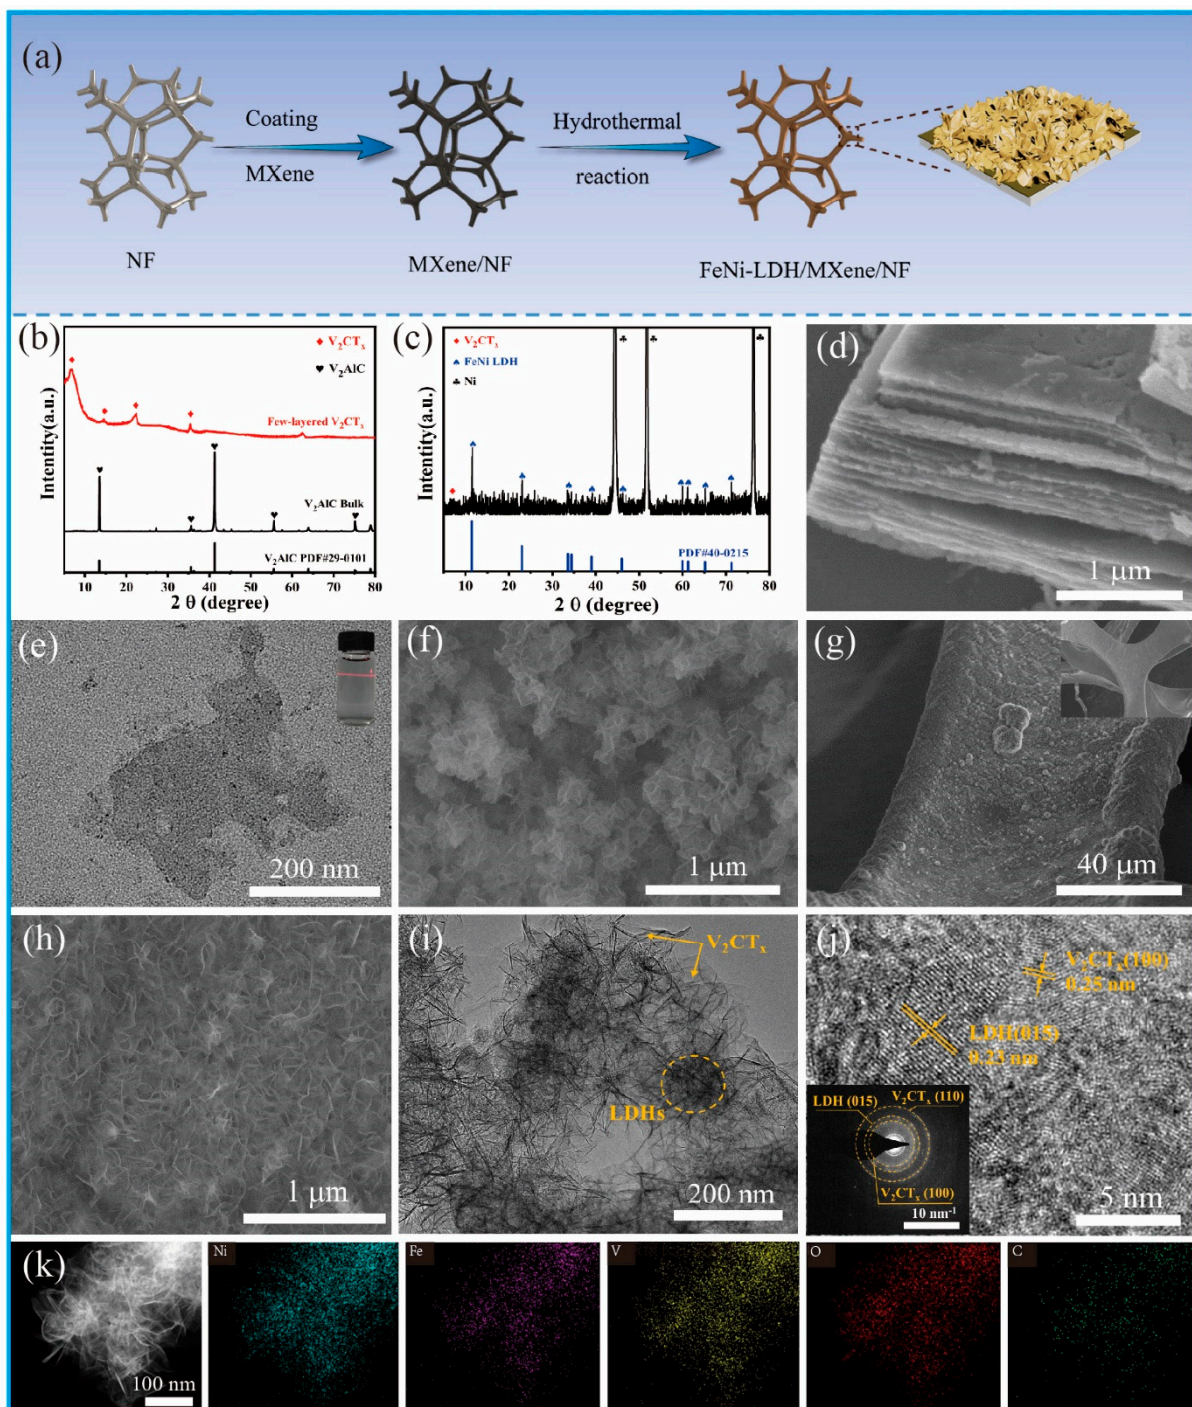 (a)
Coating
MXene
Hydrothermal
reaction
NF
MXene/NF
FeNi-LDH/MXene/NF
(b)
V₂CTₓ
V₂AlC
Few-layered V₂CTₓ
V₂AlC Bulk
V₂AlC PDF#29-0101
Intentity(a.u.)
10 20 30 40 50 60 70 80
2 θ (degree)
(c)
V₂CTₓ
FeNi LDH
Ni
PDF#40-0215
Intentity(a.u.)
10 20 30 40 50 60 70 80
2 θ (degree)
(d)
1 μm
(e)
200 nm
(f)
1 μm
(g)
40 μm
(h)
1 μm
(i)
V₂CTₓ
LDHs
200 nm
(j)
V₂CTₓ(100)
0.25 nm
LDH(015)
0.23 nm
LDH (015)
V₂CTₓ (110)
V₂CTₓ (100)
10 nm⁻¹
5 nm
(k)
100 nm
Ni
Fe
V
O
C